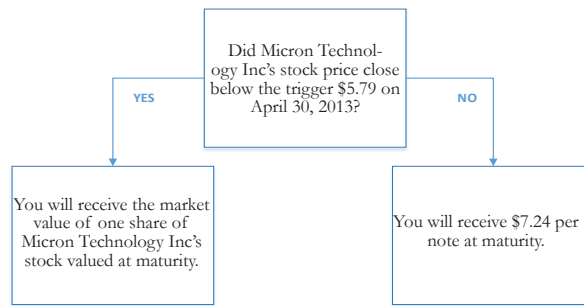 Did Micron Technol-
ogy Inc's stock price close
below the trigger $5.79 on
April 30, 2013?
YES
NO
You will receive the market
value of one share of
Micron Technology Inc's
stock valued at maturity.
You will receive $7.24 per
note at maturity.